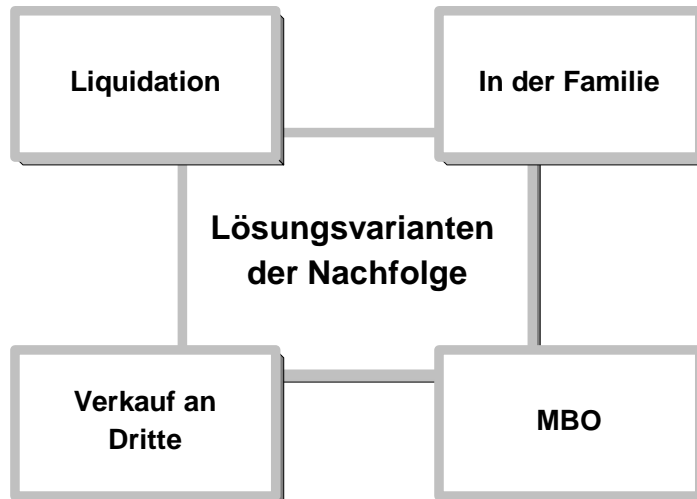 Liquidation
In der Familie
Lösungsvarianten
der Nachfolge
Verkauf an
Dritte
MBO